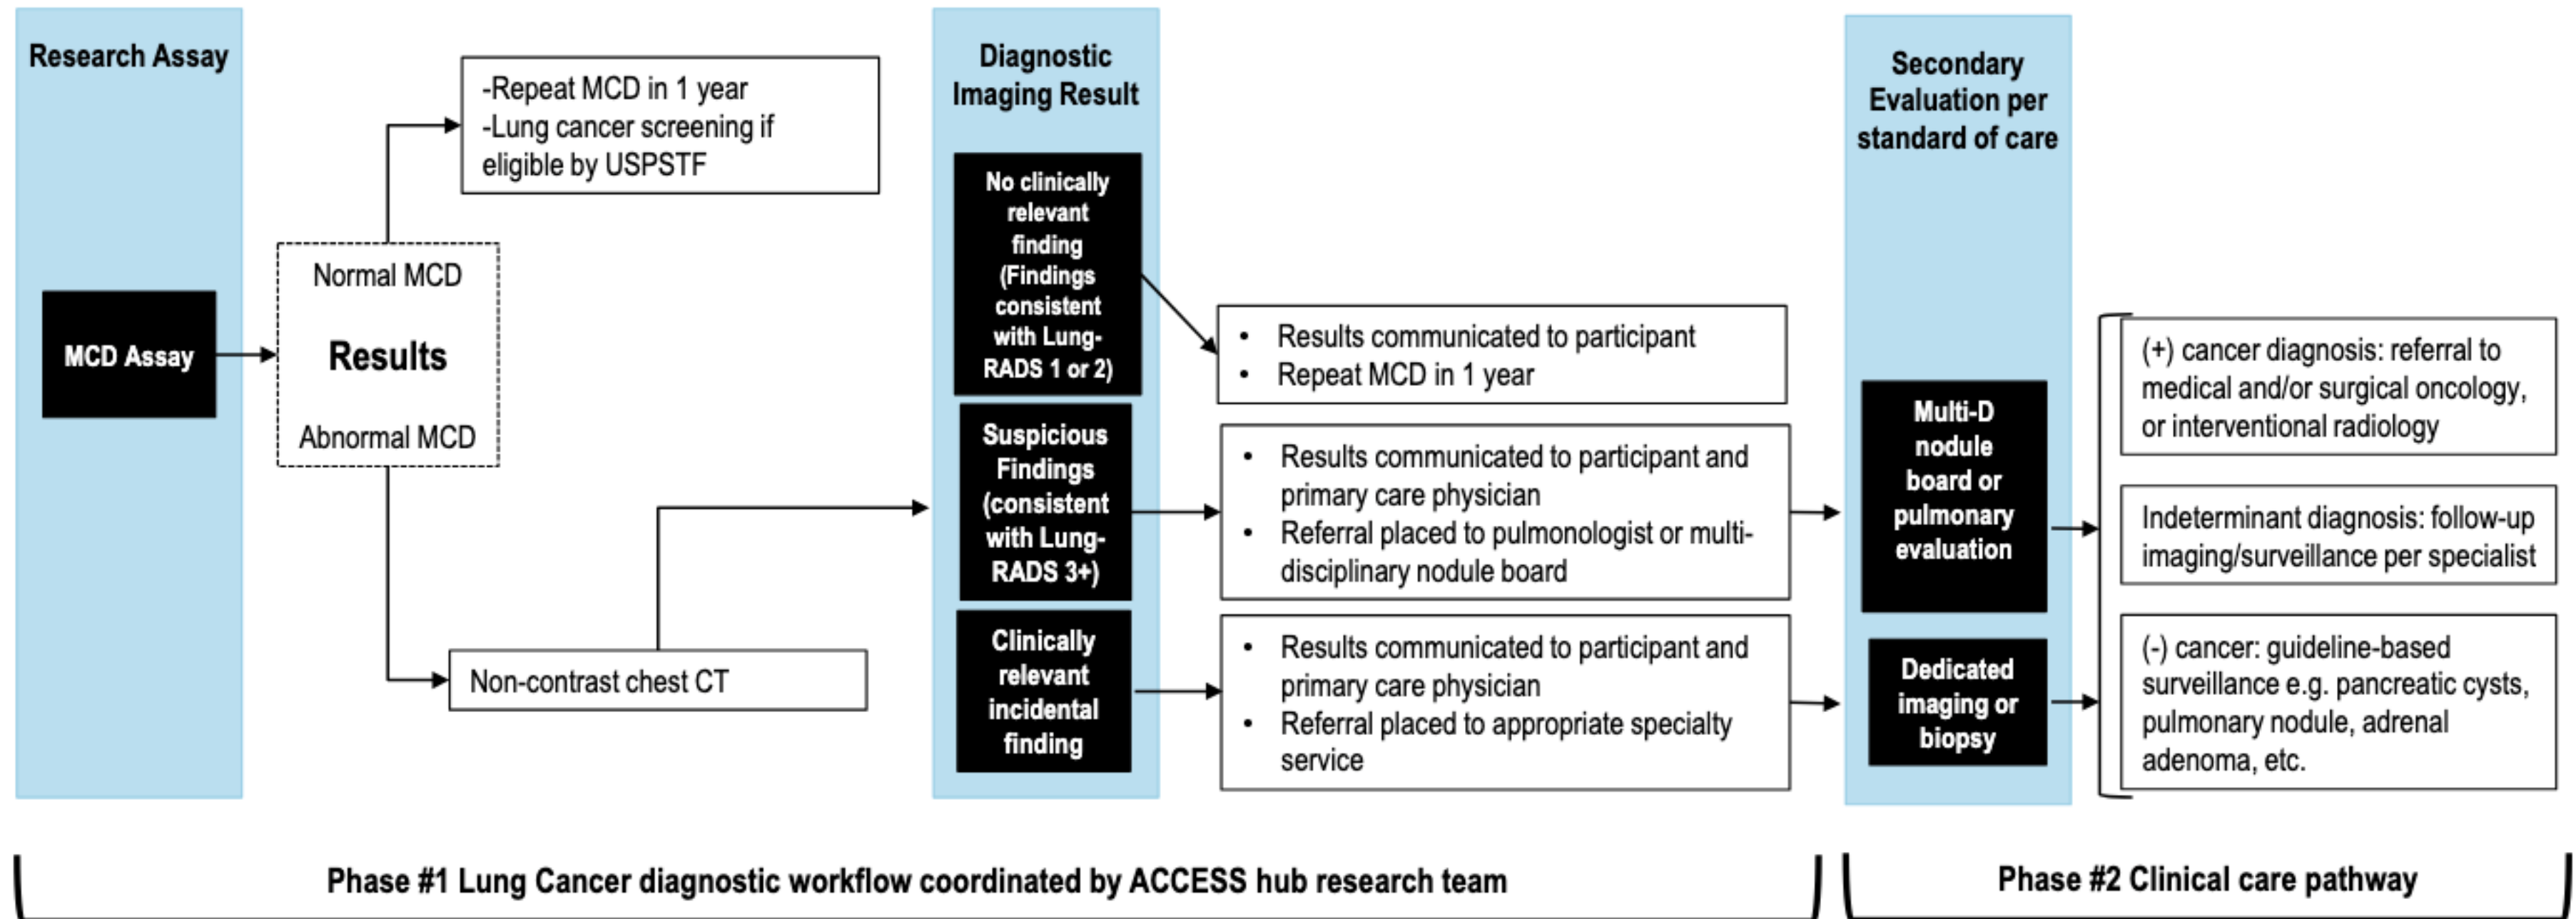 Research Assay
MCD Assay
Normal MCD
Results
Abnormal MCD
-Repeat MCD in 1 year
-Lung cancer screening if
eligible by USPSTF
Non-contrast chest CT
Diagnostic
Imaging Result
No clinically
relevant
finding
(Findings
consistent
with Lung-
RADS 1 or 2)
Suspicious
Findings
(consistent
with Lung-
RADS 3+)
Clinically
relevant
incidental
finding
• Results communicated to participant
• Repeat MCD in 1 year
• Results communicated to participant and
primary care physician
• Referral placed to pulmonologist or multi-
disciplinary nodule board
• Results communicated to participant and
primary care physician
• Referral placed to appropriate specialty
service
Secondary
Evaluation per
standard of care
Multi-D
nodule
board or
pulmonary
evaluation
Dedicated
imaging or
biopsy
(+) cancer diagnosis: referral to
medical and/or surgical oncology,
or interventional radiology
Indeterminant diagnosis: follow-up
imaging/surveillance per specialist
(-) cancer: guideline-based
surveillance e.g. pancreatic cysts,
pulmonary nodule, adrenal
adenoma, etc.
Phase #1 Lung Cancer diagnostic workflow coordinated by ACCESS hub research team
Phase #2 Clinical care pathway